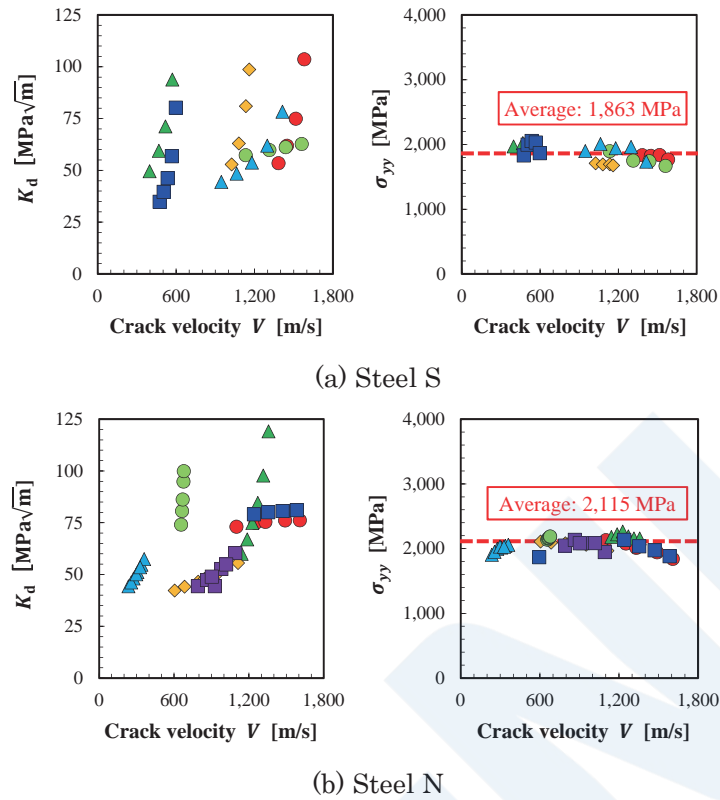 125
100
75
50
25
0
K_d [MPa√m]
0 600 1,200 1,800
Crack velocity V [m/s]
4,000
3,000
2,000
1,000
0
σ_yy [MPa]
Average: 1,863 MPa
0 600 1,200 1,800
Crack velocity V [m/s]
(a) Steel S
125
100
75
50
25
0
K_d [MPa√m]
0 600 1,200 1,800
Crack velocity V [m/s]
4,000
3,000
2,000
1,000
0
σ_yy [MPa]
Average: 2,115 MPa
0 600 1,200 1,800
Crack velocity V [m/s]
(b) Steel N